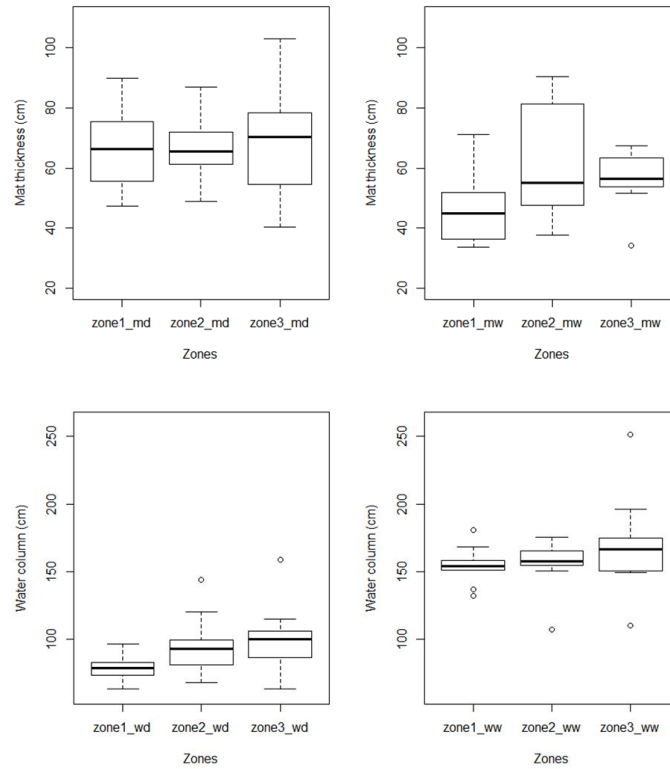 Mat thickness (cm)
100
80
60
40
20
zone1_md zone2_md zone3_md
Zones
Mat thickness (cm)
100
80
60
40
20
zone1_mw zone2_mw zone3_mw
Zones
Water column (cm)
250
200
150
100
zone1_wd zone2_wd zone3_wd
Zones
Water column (cm)
250
200
150
100
zone1_ww zone2_ww zone3_ww
Zones